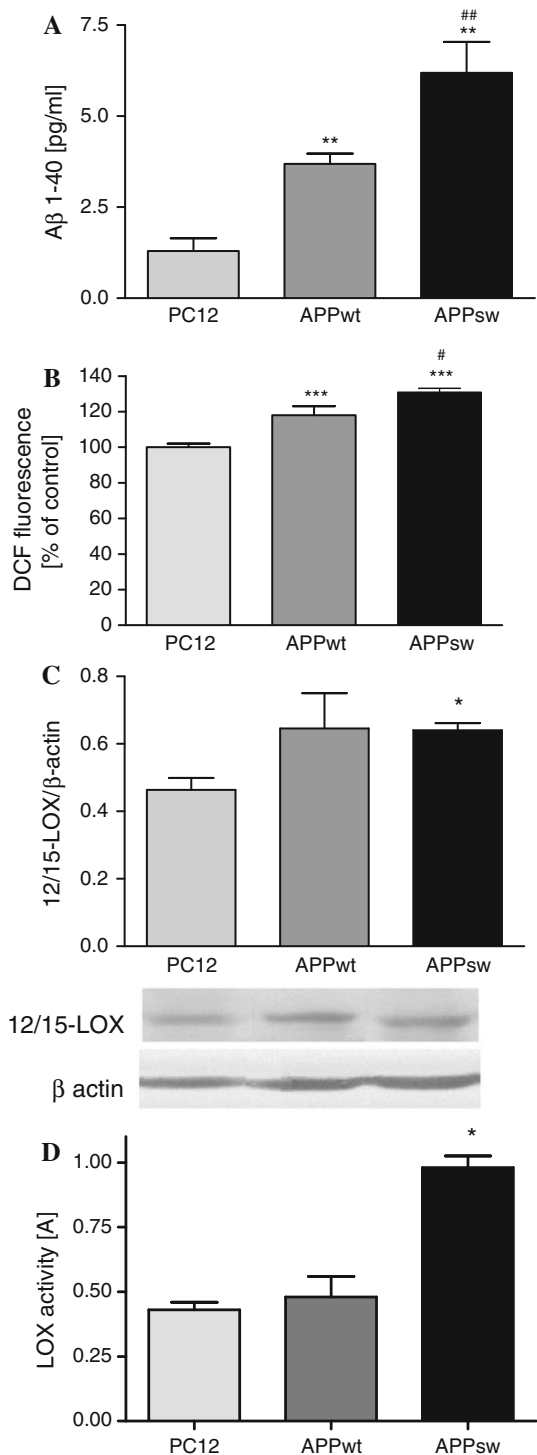 A
Aβ 1-40 [pg/ml]
7.5
5.0
2.5
0.0
**
##
**
PC12 APPwt APPsw
B
DCF fluorescence
[% of control]
140
120
100
80
60
40
20
0
***
#
***
PC12 APPwt APPsw
C
12/15-LOX/β-actin
0.8
0.6
0.4
0.2
0.0
*
PC12 APPwt APPsw
12/15-LOX
β actin
D
LOX activity [A]
1.00
0.75
0.50
0.25
0.00
*
PC12 APPwt APPsw